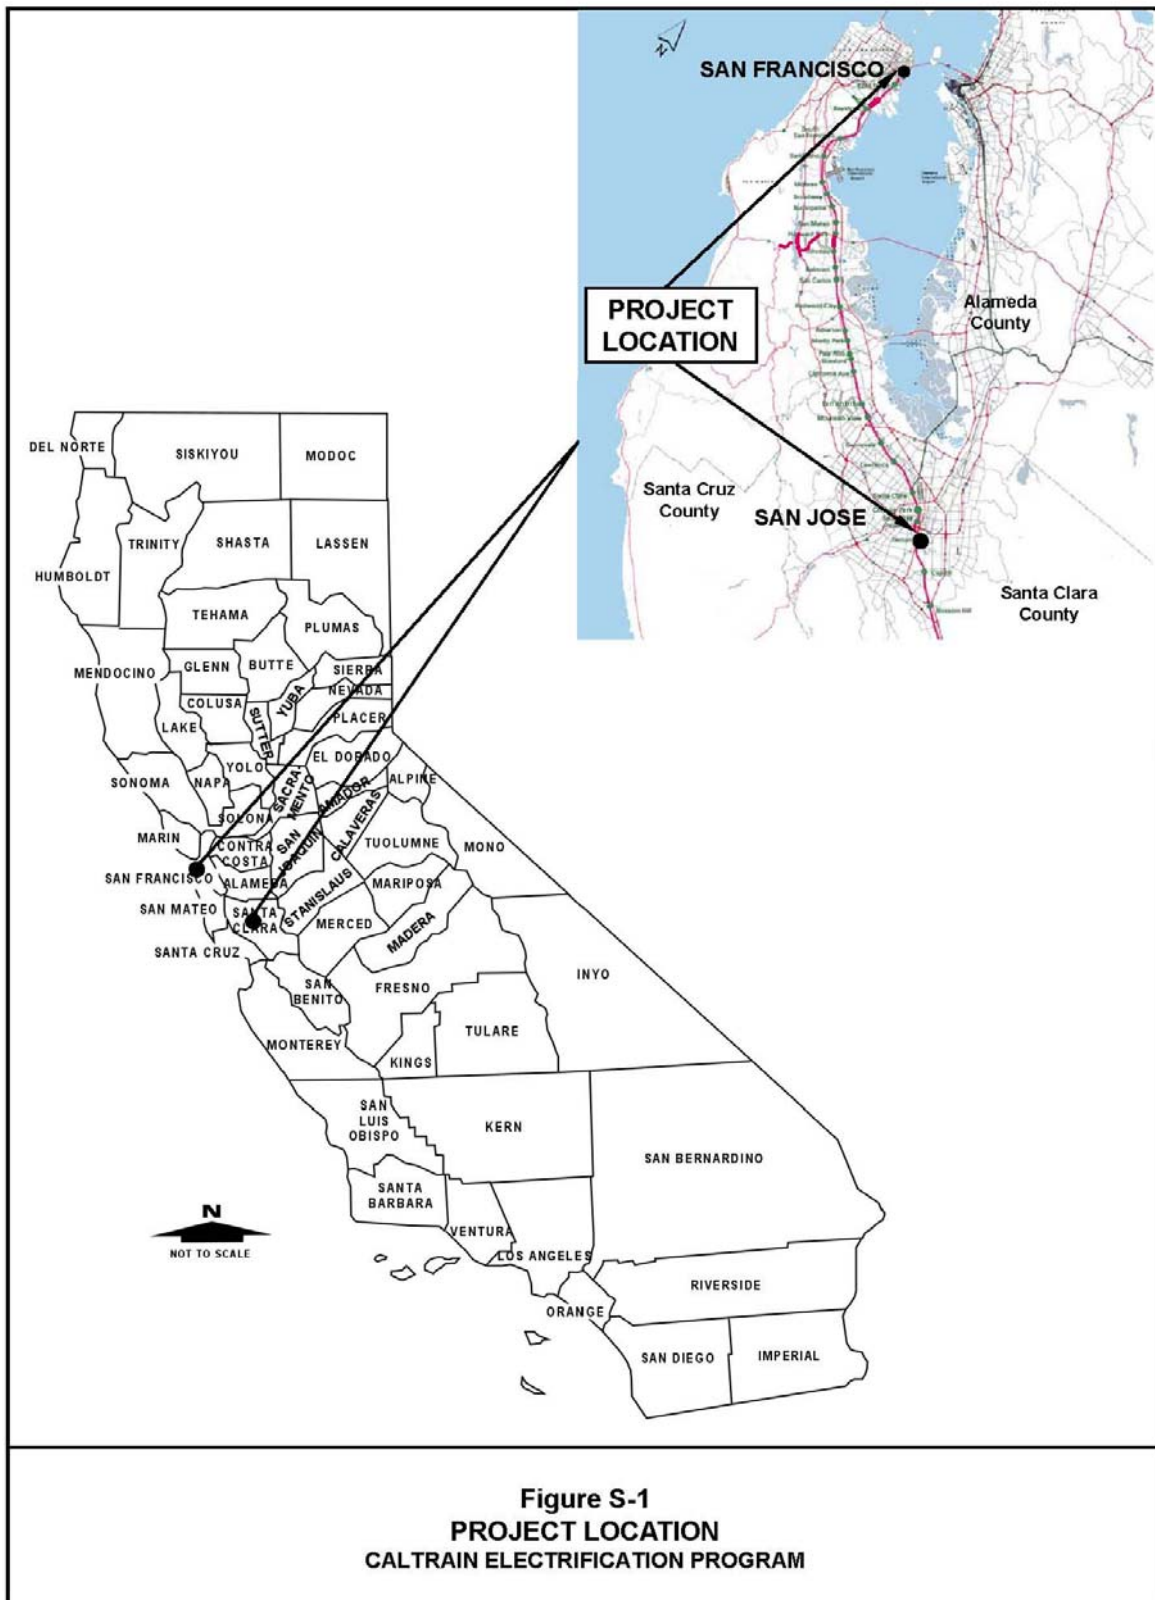 N
SAN FRANCISCO
PROJECT
LOCATION
Alameda
County
Santa Cruz
County
SAN JOSE
Santa Clara
County
DEL NORTE
SISKIYOU
MODOC
TRINITY
SHASTA
LASSEN
HUMBOLDT
TEHAMA
PLUMAS
MENDOCINO
GLENN
BUTTE
SIERRA
NEVADA
YUBA
COLUSA
SUTTER
PLACER
LAKE
YOLO
EL DORADO
SONOMA
NAPA
SACRA-
MENTO
AMADOR
ALPINE
SOLONA
CALAVERAS
MARIN
CONTRA
COSTA
SAN
JOAQUIN
TUOLUMNE
MONO
SAN FRANCISCO
ALAMEDA
STANISLAUS
MARIPOSA
SAN MATEO
SANTA
CLARA
MERCED
MADERA
SANTA CRUZ
SAN
BENITO
FRESNO
INYO
MONTEREY
KINGS
TULARE
SAN
LUIS
OBISPO
KERN
SAN BERNARDINO
SANTA
BARBARA
VENTURA
LOS ANGELES
N
NOT TO SCALE
RIVERSIDE
ORANGE
SAN DIEGO
IMPERIAL
Figure S-1
PROJECT LOCATION
CALTRAIN ELECTRIFICATION PROGRAM